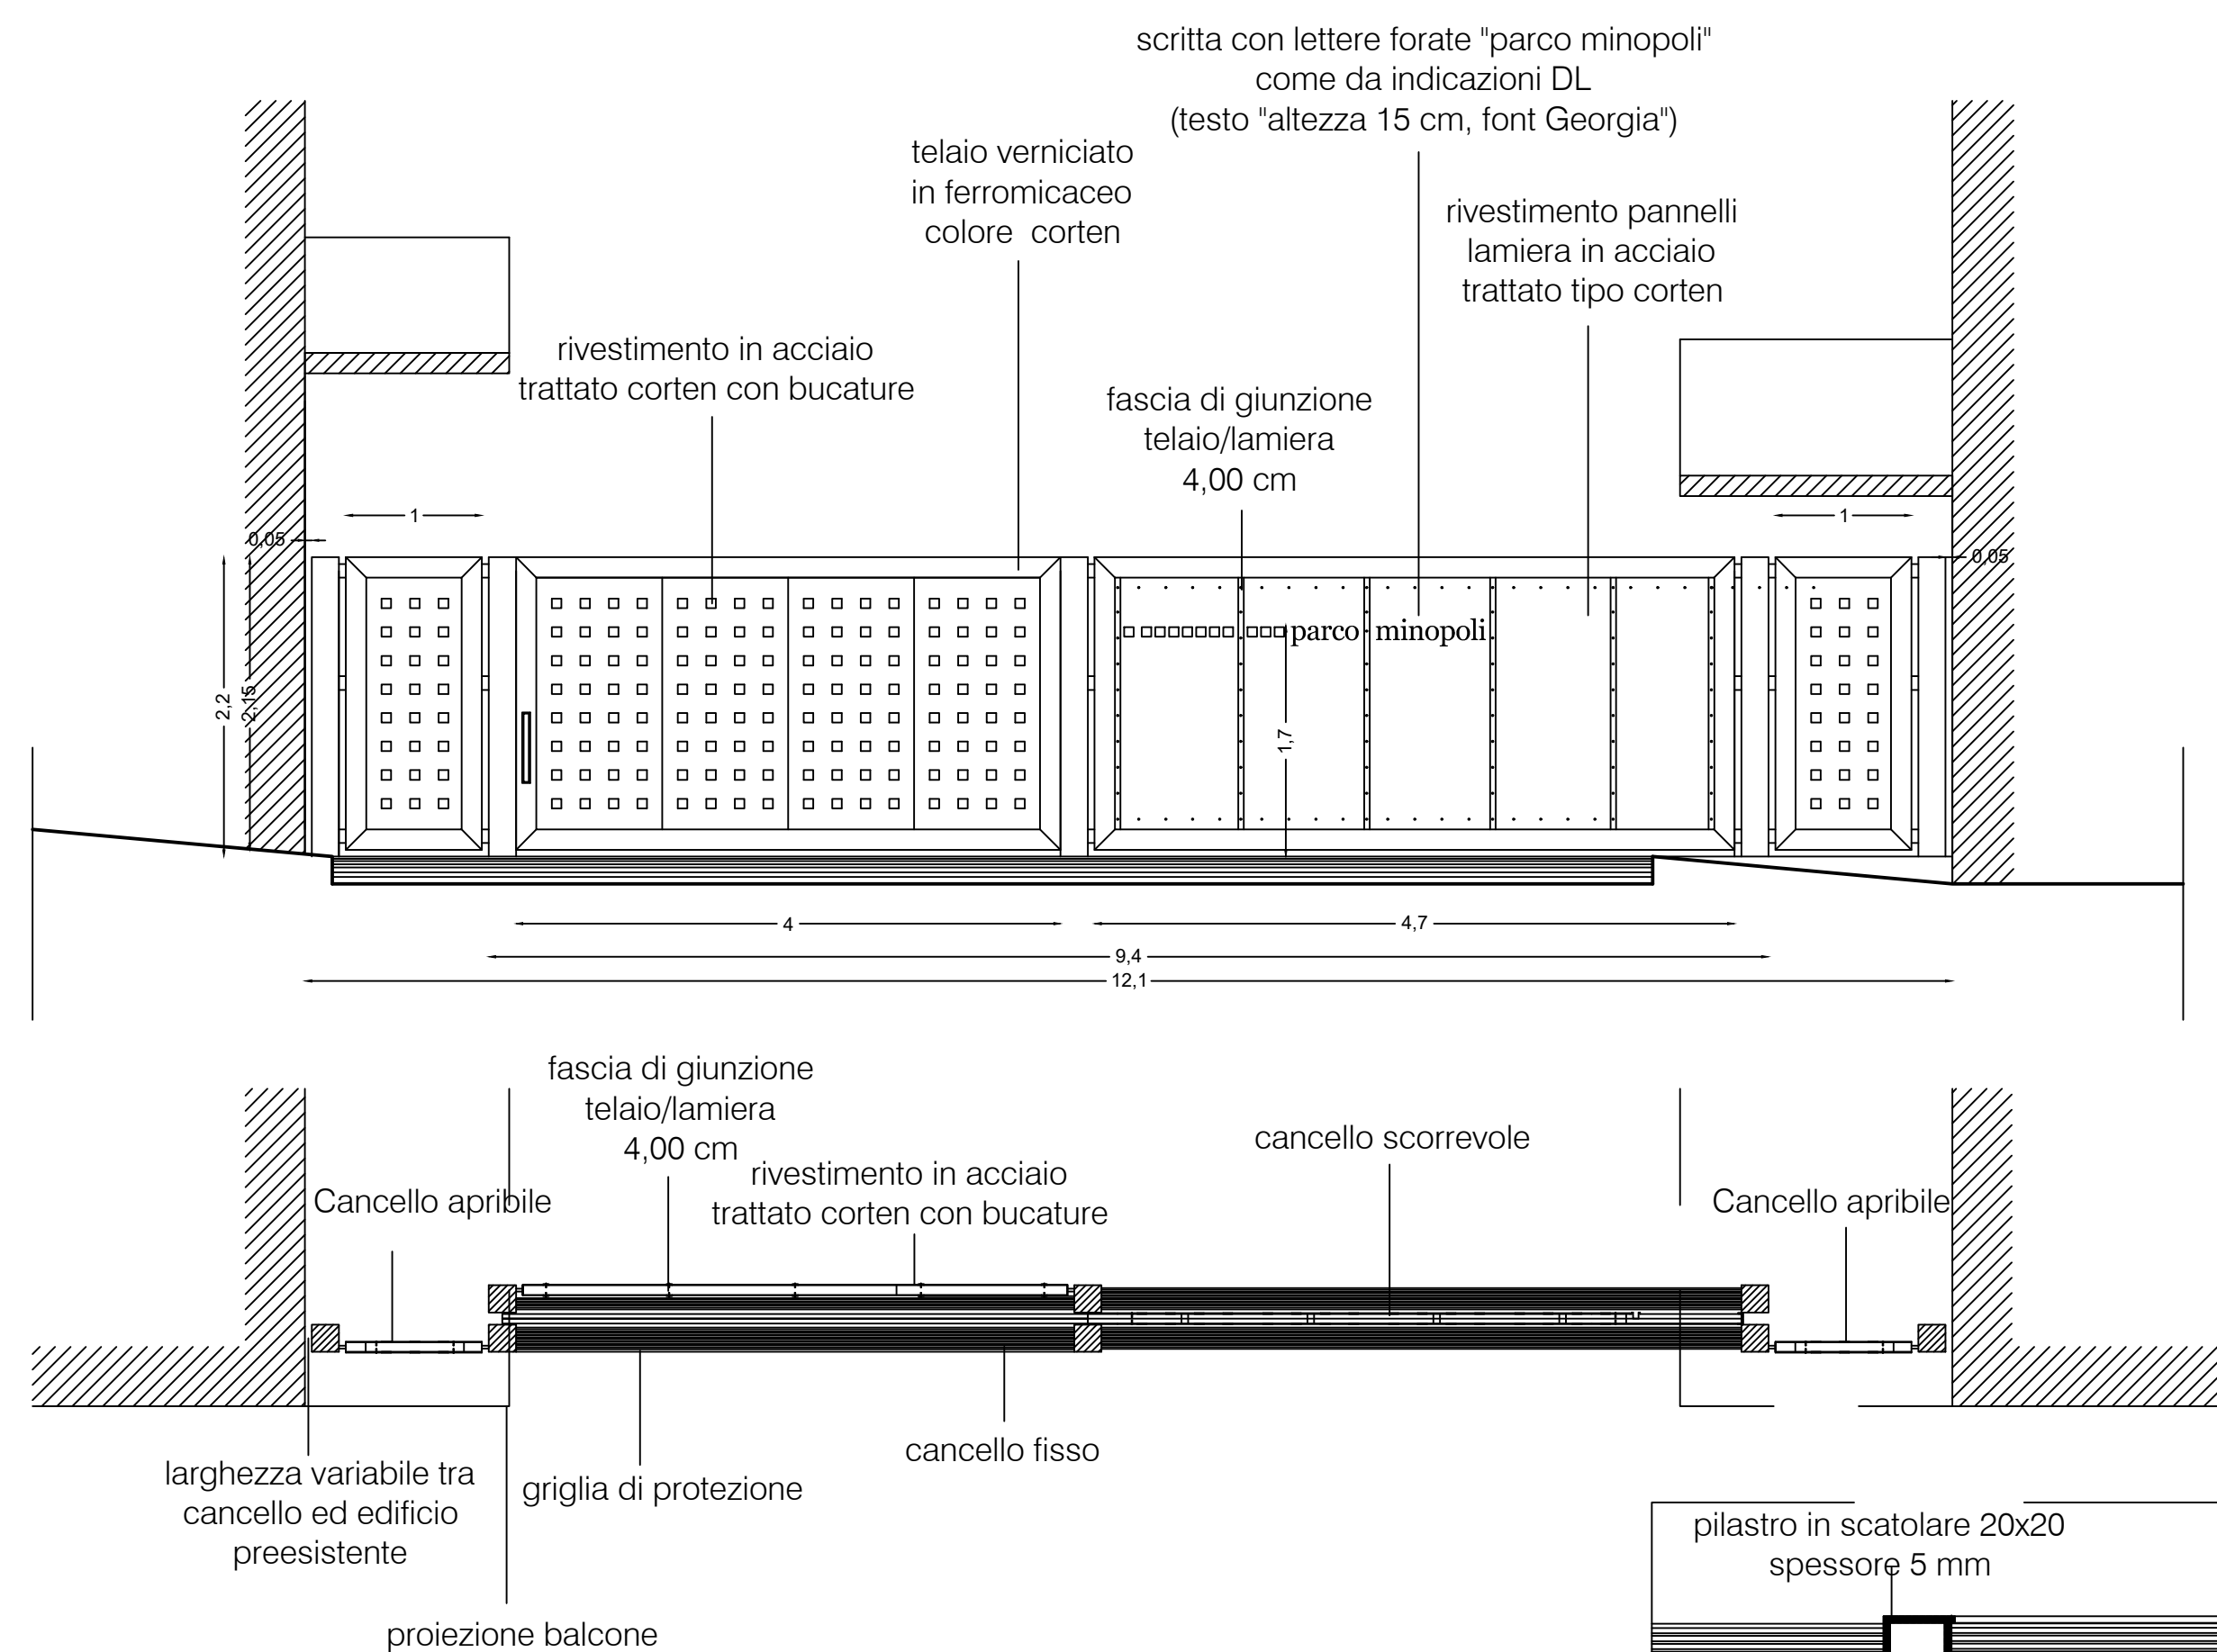 scritta con lettere forate "parco minopoli"
come da indicazioni DL
(testo "altezza 15 cm, font Georgia")
telaio verniciato
in ferromicaceo
colore corten
rivestimento pannelli
lamiera in acciaio
trattato tipo corten
rivestimento in acciaio
trattato corten con bucature
fascia di giunzione
telaio/lamiera
4,00 cm
1
1
0,05
0,05
parco minopoli
2,2
2,15
1,7
4
4,7
9,4
12,1
fascia di giunzione
telaio/lamiera
4,00 cm
rivestimento in acciaio
trattato corten con bucature
cancello scorrevole
Cancello apribile
Cancello apribile
cancello fisso
griglia di protezione
larghezza variabile tra
cancello ed edificio
preesistente
proiezione balcone
pilastro in scatolare 20x20
spessore 5 mm